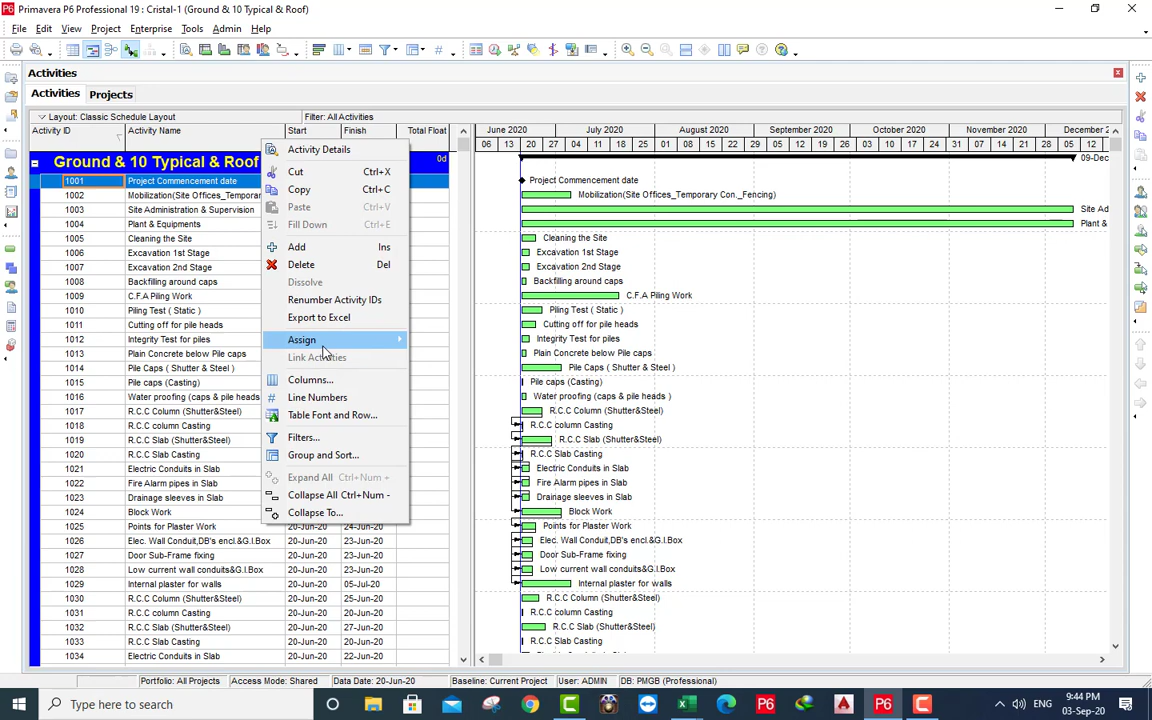 Primavera P6 Professional 19 : Cristal-1 (Ground & 10 Typical & Roof)
File Edit View Project Enterprise Tools Admin Help
Activities
Activities Projects
Layout: Classic Schedule Layout Filter: All Activities
Activity ID Activity Name Start Finish Total Float
June 2020 July 2020 August 2020 September 2020 October 2020 November 2020 December 2
06 13 20 27 04 11 18 25 01 08 15 22 29 05 12 19 26 03 10 17 24 31 07 14 21 28 05 12
Ground & 10 Typical & Roof 0d 09-Dec
1001 Project Commencement date Project Commencement date
1002 Mobilization(Site Offices_Temporar Mobilization(Site Offices_Temporary Con._Fencing)
1003 Site Administration & Supervision Site Ad
1004 Plant & Equipments Plant &
1005 Cleaning the Site Cleaning the Site
1006 Excavation 1st Stage Excavation 1st Stage
1007 Excavation 2nd Stage Excavation 2nd Stage
1008 Backfilling around caps Backfilling around caps
1009 C.F.A Piling Work C.F.A Piling Work
1010 Piling Test ( Static ) Piling Test ( Static )
1011 Cutting off for pile heads Cutting off for pile heads
1012 Integrity Test for piles Integrity Test for piles
1013 Plain Concrete below Pile caps Plain Concrete below Pile caps
1014 Pile Caps ( Shutter & Steel ) Pile Caps ( Shutter & Steel )
1015 Pile caps (Casting) Pile caps (Casting)
1016 Water proofing (caps & pile heads Water proofing (caps & pile heads )
1017 R.C.C Column (Shutter&Steel) R.C.C Column (Shutter&Steel)
1018 R.C.C column Casting R.C.C column Casting
1019 R.C.C Slab (Shutter&Steel) R.C.C Slab (Shutter&Steel)
1020 R.C.C Slab Casting R.C.C Slab Casting
1021 Electric Conduits in Slab Electric Conduits in Slab
1022 Fire Alarm pipes in Slab Fire Alarm pipes in Slab
1023 Drainage sleeves in Slab Drainage sleeves in Slab
1024 Block Work Block Work
1025 Points for Plaster Work 20-Jun-20 24-Jun-20 Points for Plaster Work
1026 Elec. Wall Conduit,DB's encl.&G.I.Box 20-Jun-20 23-Jun-20 Elec. Wall Conduit,DB's encl.&G.I.Box
1027 Door Sub-Frame fixing 20-Jun-20 23-Jun-20 Door Sub-Frame fixing
1028 Low current wall conduits&G.I.Box 20-Jun-20 23-Jun-20 Low current wall conduits&G.I.Box
1029 Internal plaster for walls 20-Jun-20 05-Jul-20 Internal plaster for walls
1030 R.C.C Column (Shutter&Steel) 20-Jun-20 25-Jun-20 R.C.C Column (Shutter&Steel)
1031 R.C.C column Casting 20-Jun-20 20-Jun-20 R.C.C column Casting
1032 R.C.C Slab (Shutter&Steel) 20-Jun-20 27-Jun-20 R.C.C Slab (Shutter&Steel)
1033 R.C.C Slab Casting 20-Jun-20 20-Jun-20 R.C.C Slab Casting
1034 Electric Conduits in Slab 20-Jun-20 22-Jun-20
Activity Details
Cut Ctrl+X
Copy Ctrl+C
Paste Ctrl+V
Fill Down Ctrl+E
Add Ins
Delete Del
Dissolve
Renumber Activity IDs
Export to Excel
Assign
Link Activities
Columns...
Line Numbers
Table Font and Row...
Filters...
Group and Sort...
Expand All Ctrl+Num +
Collapse All Ctrl+Num -
Collapse To...
Portfolio: All Projects Access Mode: Shared Data Date: 20-Jun-20 Baseline: Current Project User: ADMIN DB: PMGB (Professional)
Type here to search
ENG
9:44 PM
03-Sep-20